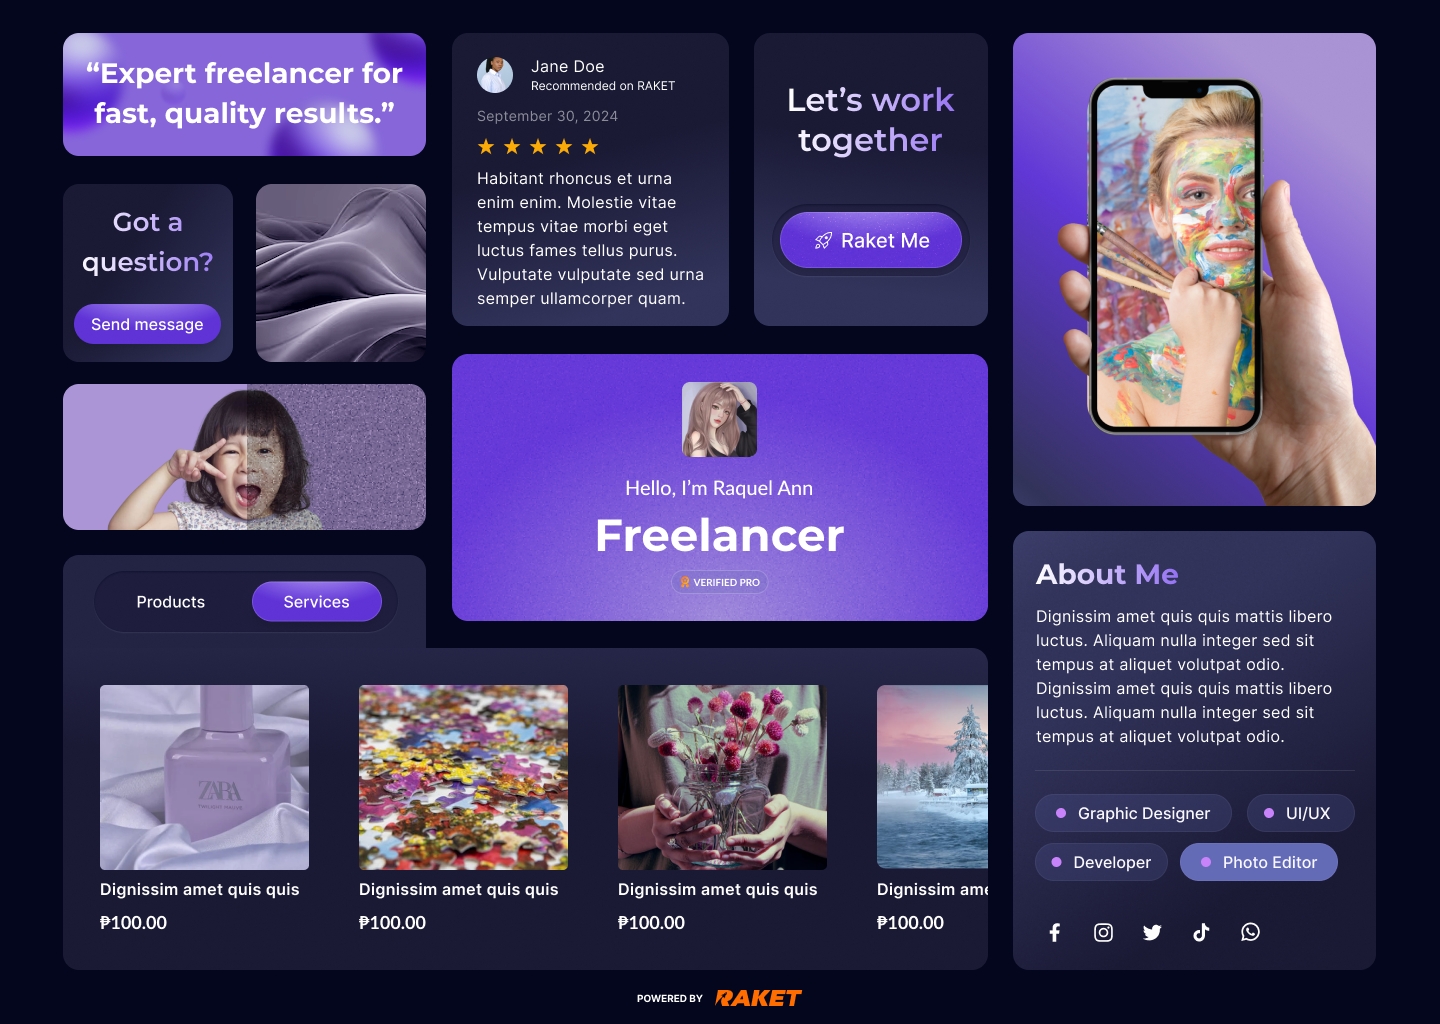 “Expert freelancer for
fast, quality results.”
Got a
question?
Send message
Jane Doe
Recommended on RAKET
September 30, 2024
Habitant rhoncus et urna
enim enim. Molestie vitae
tempus vitae morbi eget
luctus fames tellus purus.
Vulputate vulputate sed urna
semper ullamcorper quam.
Let’s work
together
Raket Me
Hello, I’m Raquel Ann
Freelancer
VERIFIED PRO
Products
Services
ZARA
TWILIGHT MAUVE
Dignissim amet quis quis
₱100.00
Dignissim amet quis quis
₱100.00
Dignissim amet quis quis
₱100.00
Dignissim ame
₱100.00
About Me
Dignissim amet quis quis mattis libero
luctus. Aliquam nulla integer sed sit
tempus at aliquet volutpat odio.
Dignissim amet quis quis mattis libero
luctus. Aliquam nulla integer sed sit
tempus at aliquet volutpat odio.
Graphic Designer
UI/UX
Developer
Photo Editor
POWERED BY RAKET